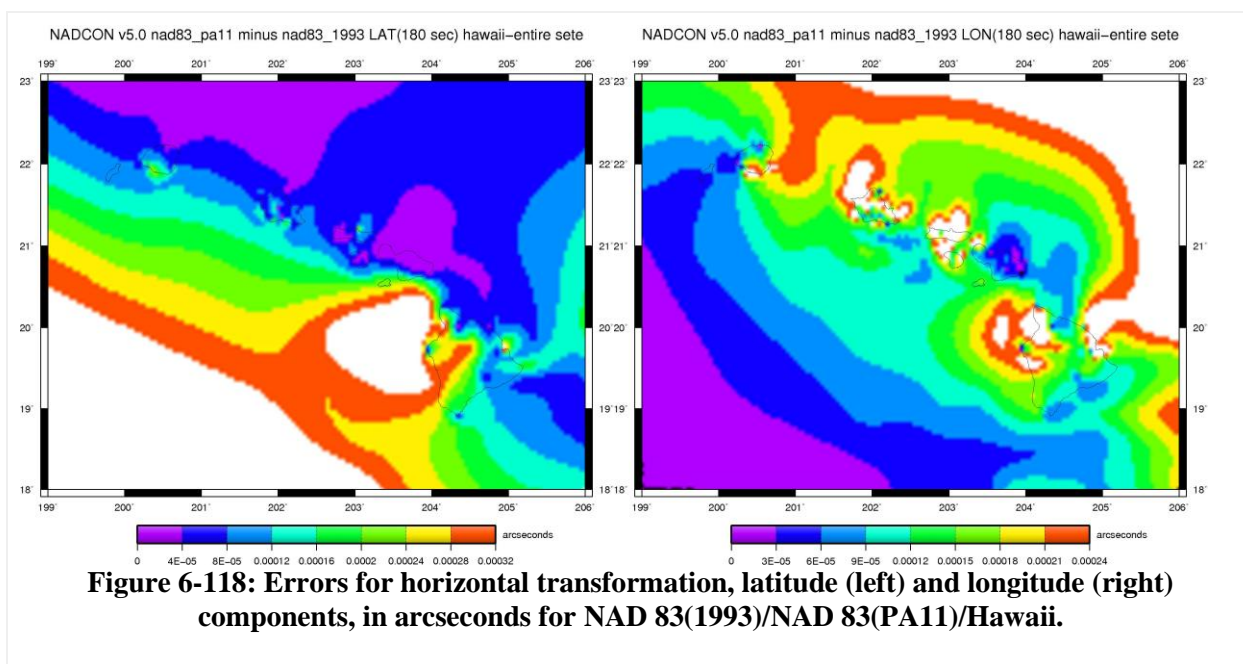 NADCON v5.0 nad83_pa11 minus nad83_1993 LAT(180 sec) hawaii-entire sete
199˚ 200˚ 201˚ 202˚ 203˚ 204˚ 205˚ 206˚
23˚
22˚
21˚
20˚
19˚
18˚
199˚ 200˚ 201˚ 202˚ 203˚ 204˚ 205˚ 206˚
23˚
22˚
21˚
20˚
19˚
18˚
200˚ 201˚ 202˚ 203˚ 204˚ 205˚
arcseconds
0 4E-05 8E-05 0.00012 0.00016 0.0002 0.00024 0.00028 0.00032
NADCON v5.0 nad83_pa11 minus nad83_1993 LON(180 sec) hawaii-entire sete
22˚
21˚
20˚
19˚
18˚
201˚ 202˚ 203˚ 204˚ 205˚ 206˚
arcseconds
0 3E-05 6E-05 9E-05 0.00012 0.00015 0.00018 0.00021 0.00024
Figure 6-118: Errors for horizontal transformation, latitude (left) and longitude (right)
components, in arcseconds for NAD 83(1993)/NAD 83(PA11)/Hawaii.